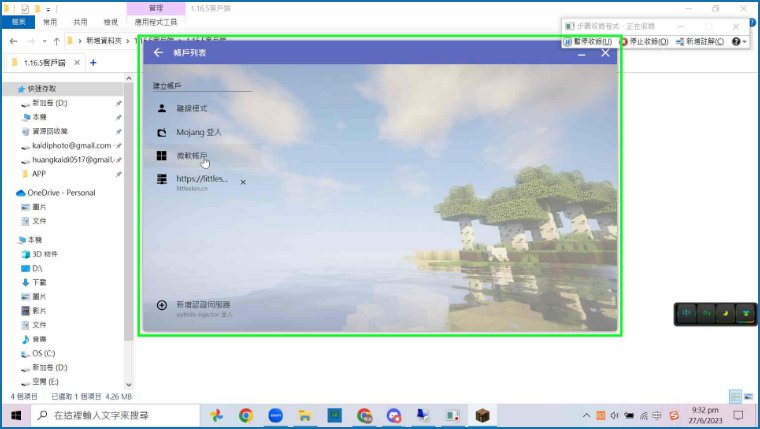 管理
1.16.5客戶端
檔案
常用
共用
檢視
應用程式工具
步驟收錄程式 - 正在收錄
暫停收錄(U)
停止收錄(O)
新增註解(C)
新增資料夾
1.16.5客戶端
1.16.5客戶端
1.16.5客戶端
快速存取
新加卷 (D:)
本機
資源回收筒
kaidiphoto@gmail.com -
huangkaidi0517@gmail.
APP
OneDrive - Personal
圖片
文件
本機
3D 物件
D:\
下載
圖片
影片
文件
音樂
OS (C:)
新加卷 (D:)
空間 (E:)
帳戶列表
建立帳戶
離線模式
Mojang 登入
微軟帳戶
https://littles...
littleskin.cn
新增認證伺服器
authlib-injector 登入
中
4 個項目
已選取 1 個項目 4.26 MB
在這裡輸入文字來搜尋
中
9:32 pm
27/6/2023